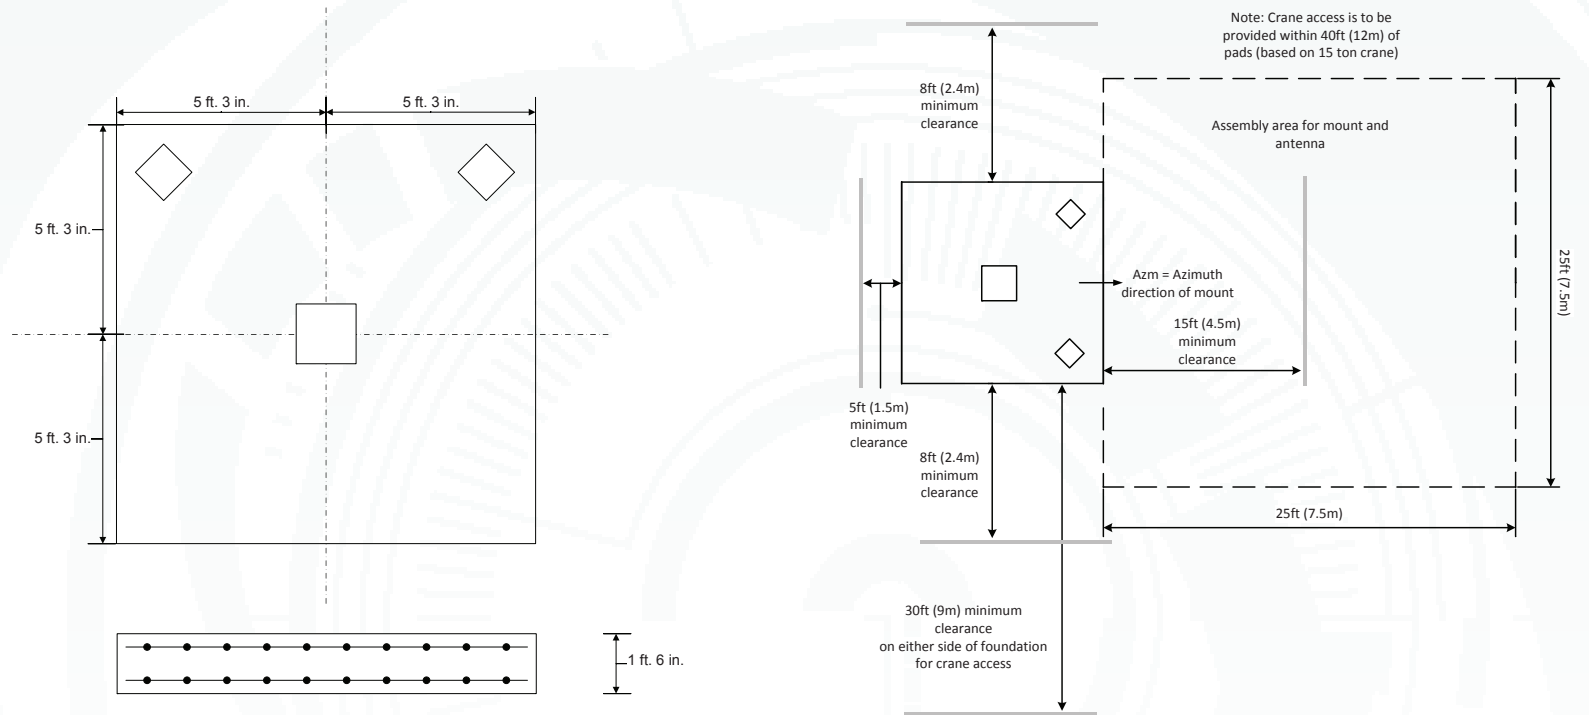 5 ft. 3 in.
5 ft. 3 in.
5 ft. 3 in.
5 ft. 3 in.
1 ft. 6 in.
Note: Crane access is to be
provided within 40ft (12m) of
pads (based on 15 ton crane)
8ft (2.4m)
minimum
clearance
Assembly area for mount and
antenna
Azm = Azimuth
direction of mount
25ft (7.5m)
15ft (4.5m)
minimum
clearance
5ft (1.5m)
minimum
clearance
8ft (2.4m)
minimum
clearance
25ft (7.5m)
30ft (9m) minimum
clearance
on either side of foundation
for crane access